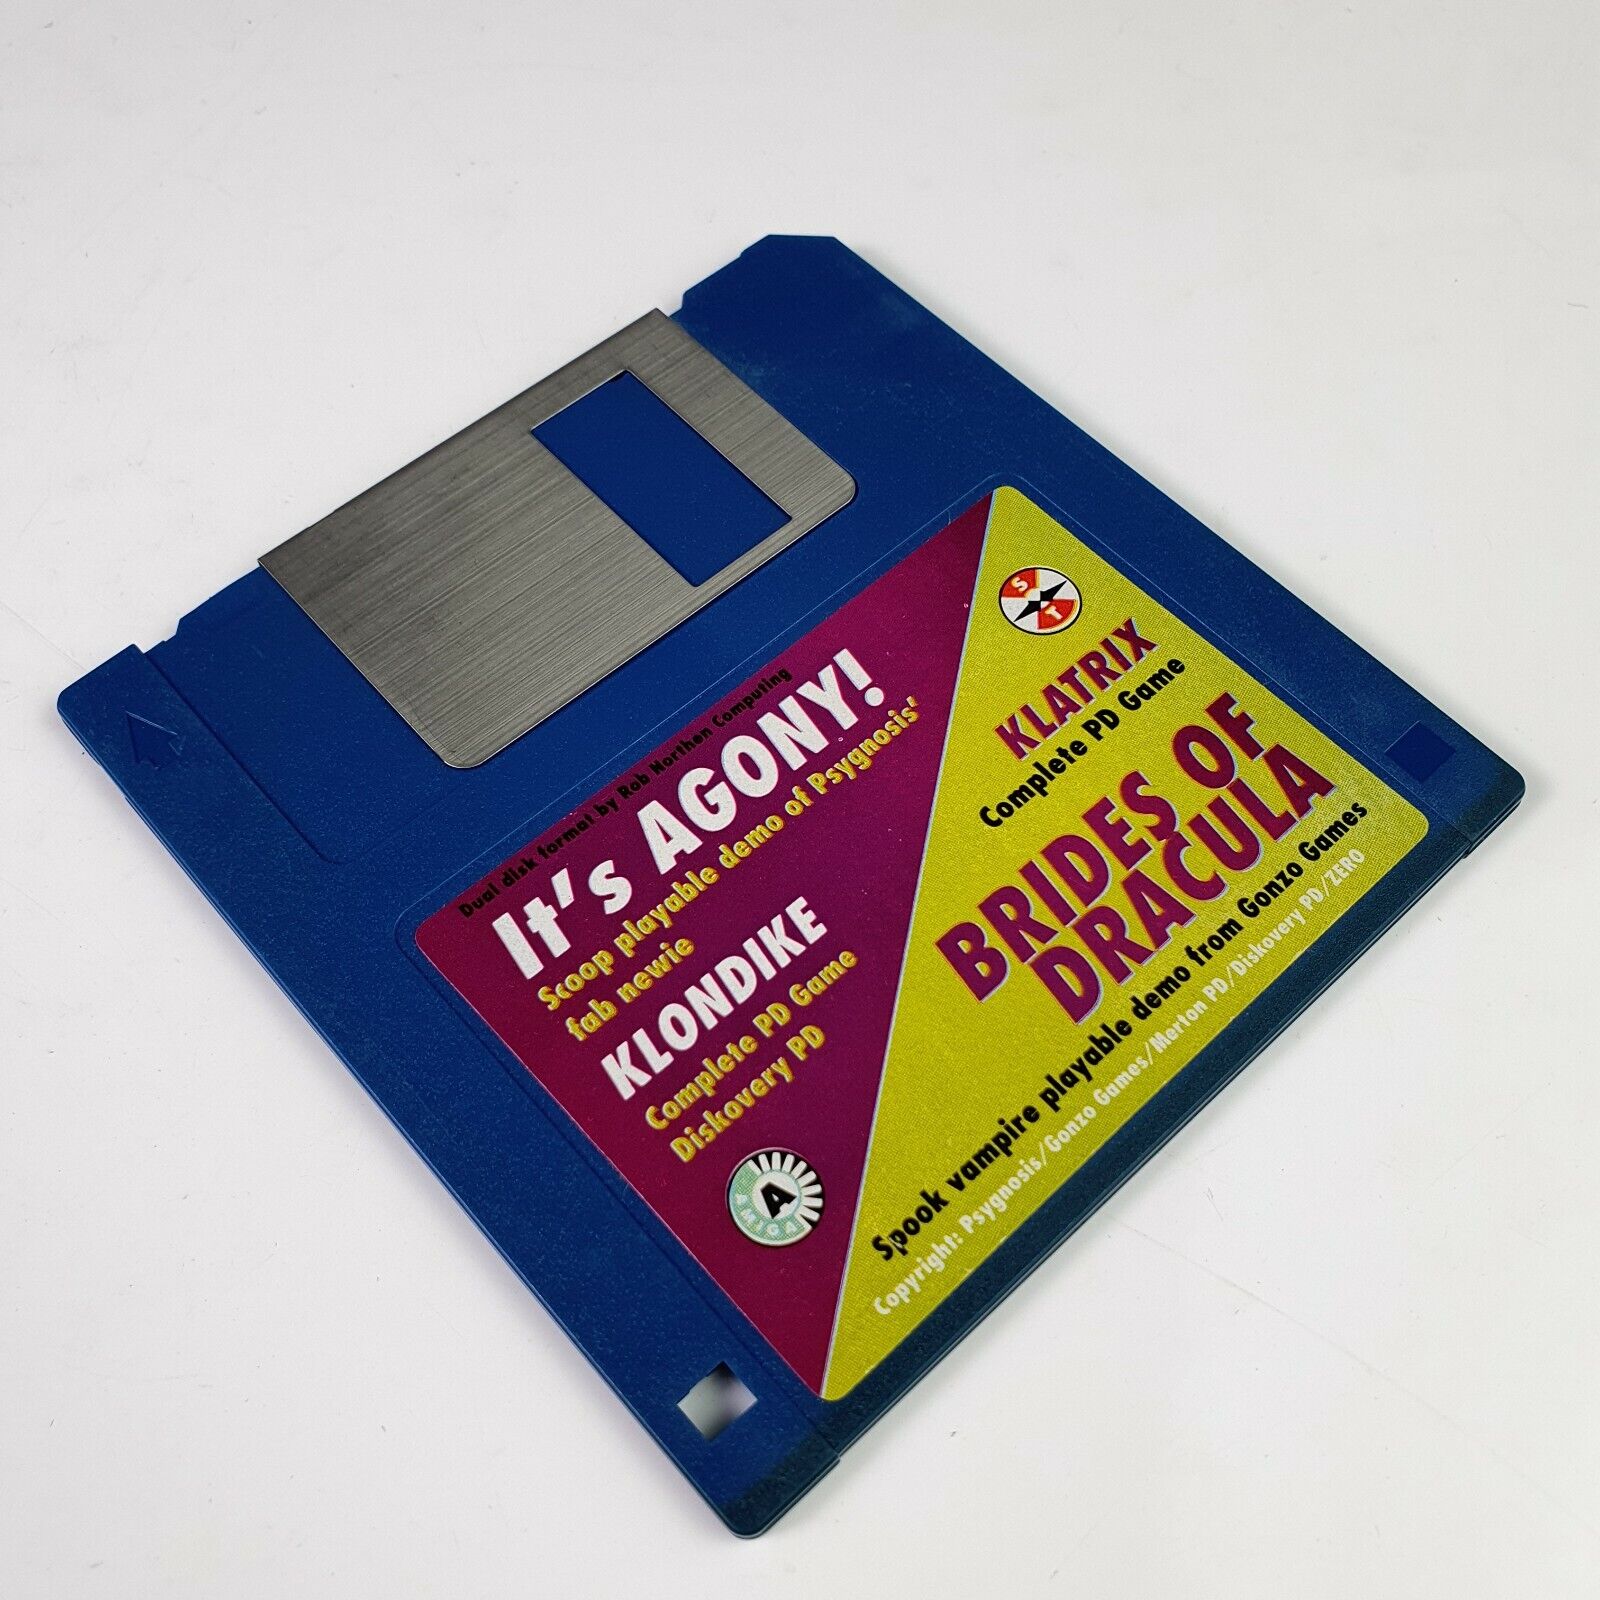 Dual disk format by Rob Northen Computing
It's AGONY!
Scoop playable demo of Psygnosis'
fab newie
KLONDIKE
Complete PD Game
Diskovery PD
A
AMIGA
S
T
KLATRIX
Complete PD Game
BRIDES OF
DRACULA
Spook vampire playable demo from Gonzo Games
Copyright: Psygnosis/Gonzo Games/Merton PD/Diskovery PD/ZERO